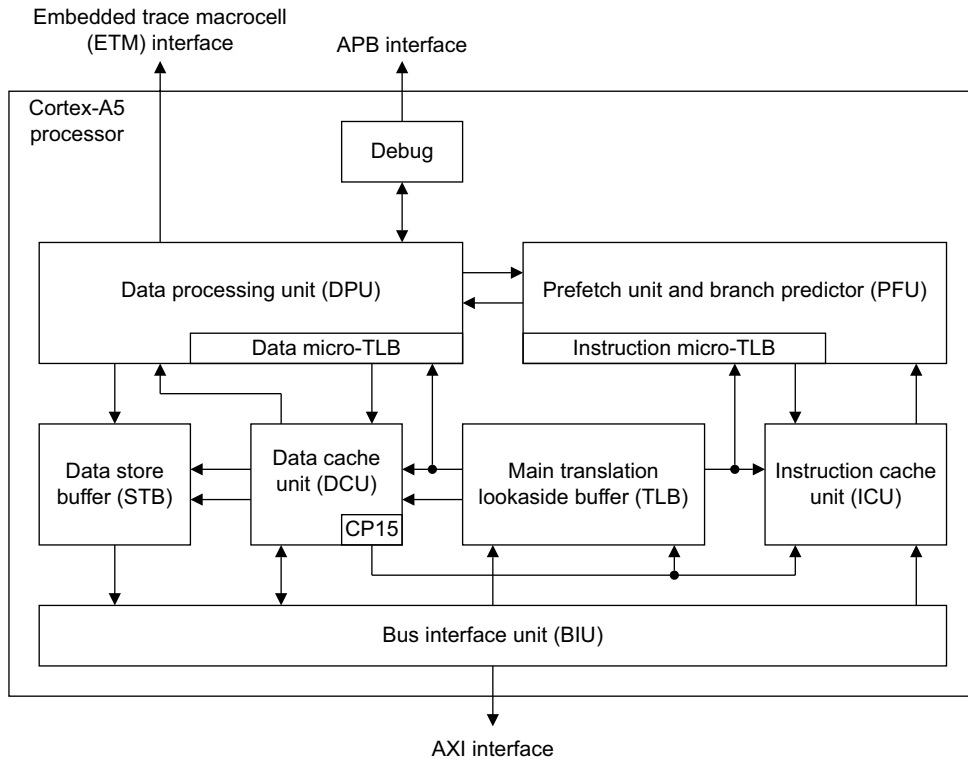 Embedded trace macrocell
(ETM) interface
APB interface
Cortex-A5
processor
Debug
Data processing unit (DPU)
Prefetch unit and branch predictor (PFU)
Data micro-TLB
Instruction micro-TLB
Data store
buffer (STB)
Data cache
unit (DCU)
CP15
Main translation
lookaside buffer (TLB)
Instruction cache
unit (ICU)
Bus interface unit (BIU)
AXI interface